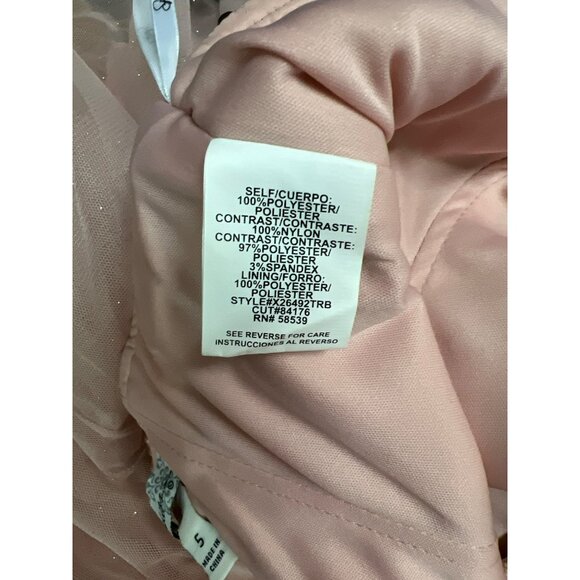 B
SELF/CUERPO:
100%POLYESTER/
POLIESTER
CONTRAST/CONTRASTE:
100%NYLON
CONTRAST/CONTRASTE:
97%POLYESTER/
POLIESTER
3%SPANDEX
LINING/FORRO:
100%POLYESTER/
POLIESTER
STYLE#X26492TRB
CUT#84176
RN# 58539
SEE REVERSE FOR CARE
INSTRUCCIONES AL REVERSO
5
MADE IN
CHINA